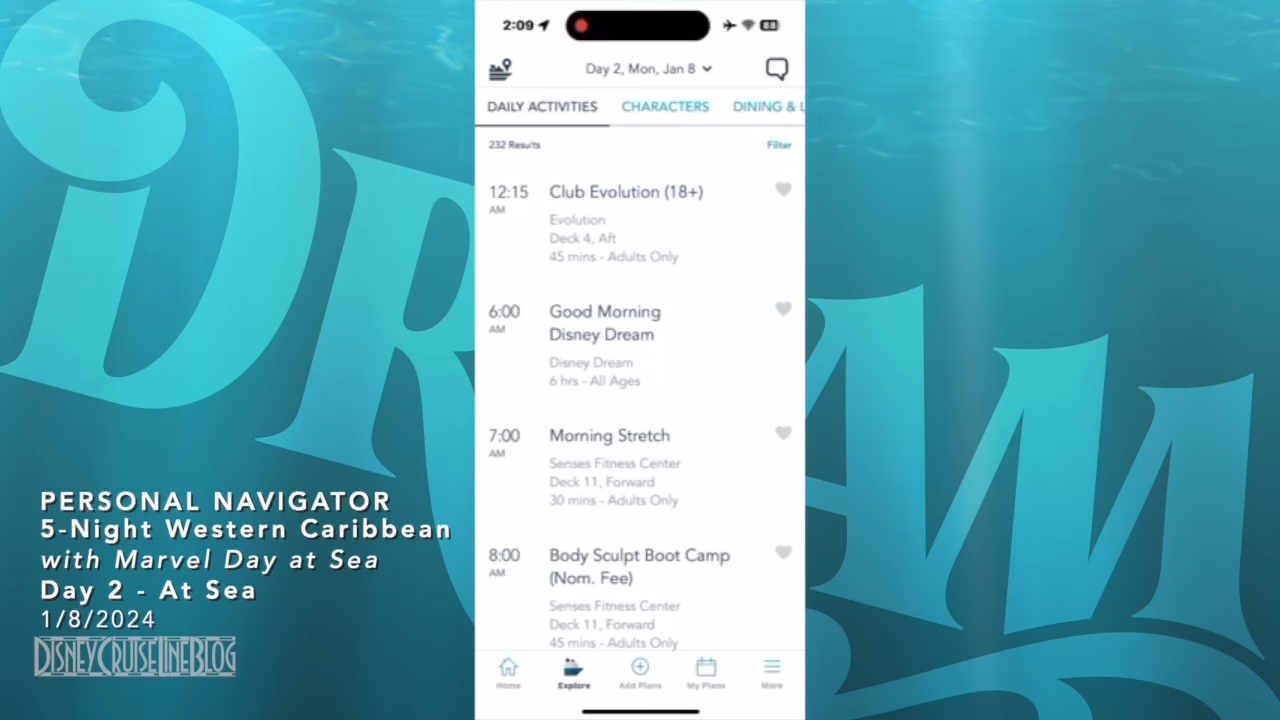 DREAM
2:09
88
Day 2, Mon, Jan 8
DAILY ACTIVITIES CHARACTERS DINING & L
232 Results Filter
12:15 AM Club Evolution (18+)
Evolution
Deck 4, Aft
45 mins - Adults Only
6:00 AM Good Morning
Disney Dream
Disney Dream
6 hrs - All Ages
7:00 AM Morning Stretch
Senses Fitness Center
Deck 11, Forward
30 mins - Adults Only
8:00 AM Body Sculpt Boot Camp
(Nom. Fee)
Senses Fitness Center
Deck 11, Forward
45 mins - Adults Only
Home Explore Add Plans My Plans More
PERSONAL NAVIGATOR
5-Night Western Caribbean
with Marvel Day at Sea
Day 2 - At Sea
1/8/2024
DISNEYCRUISELINEBLOG